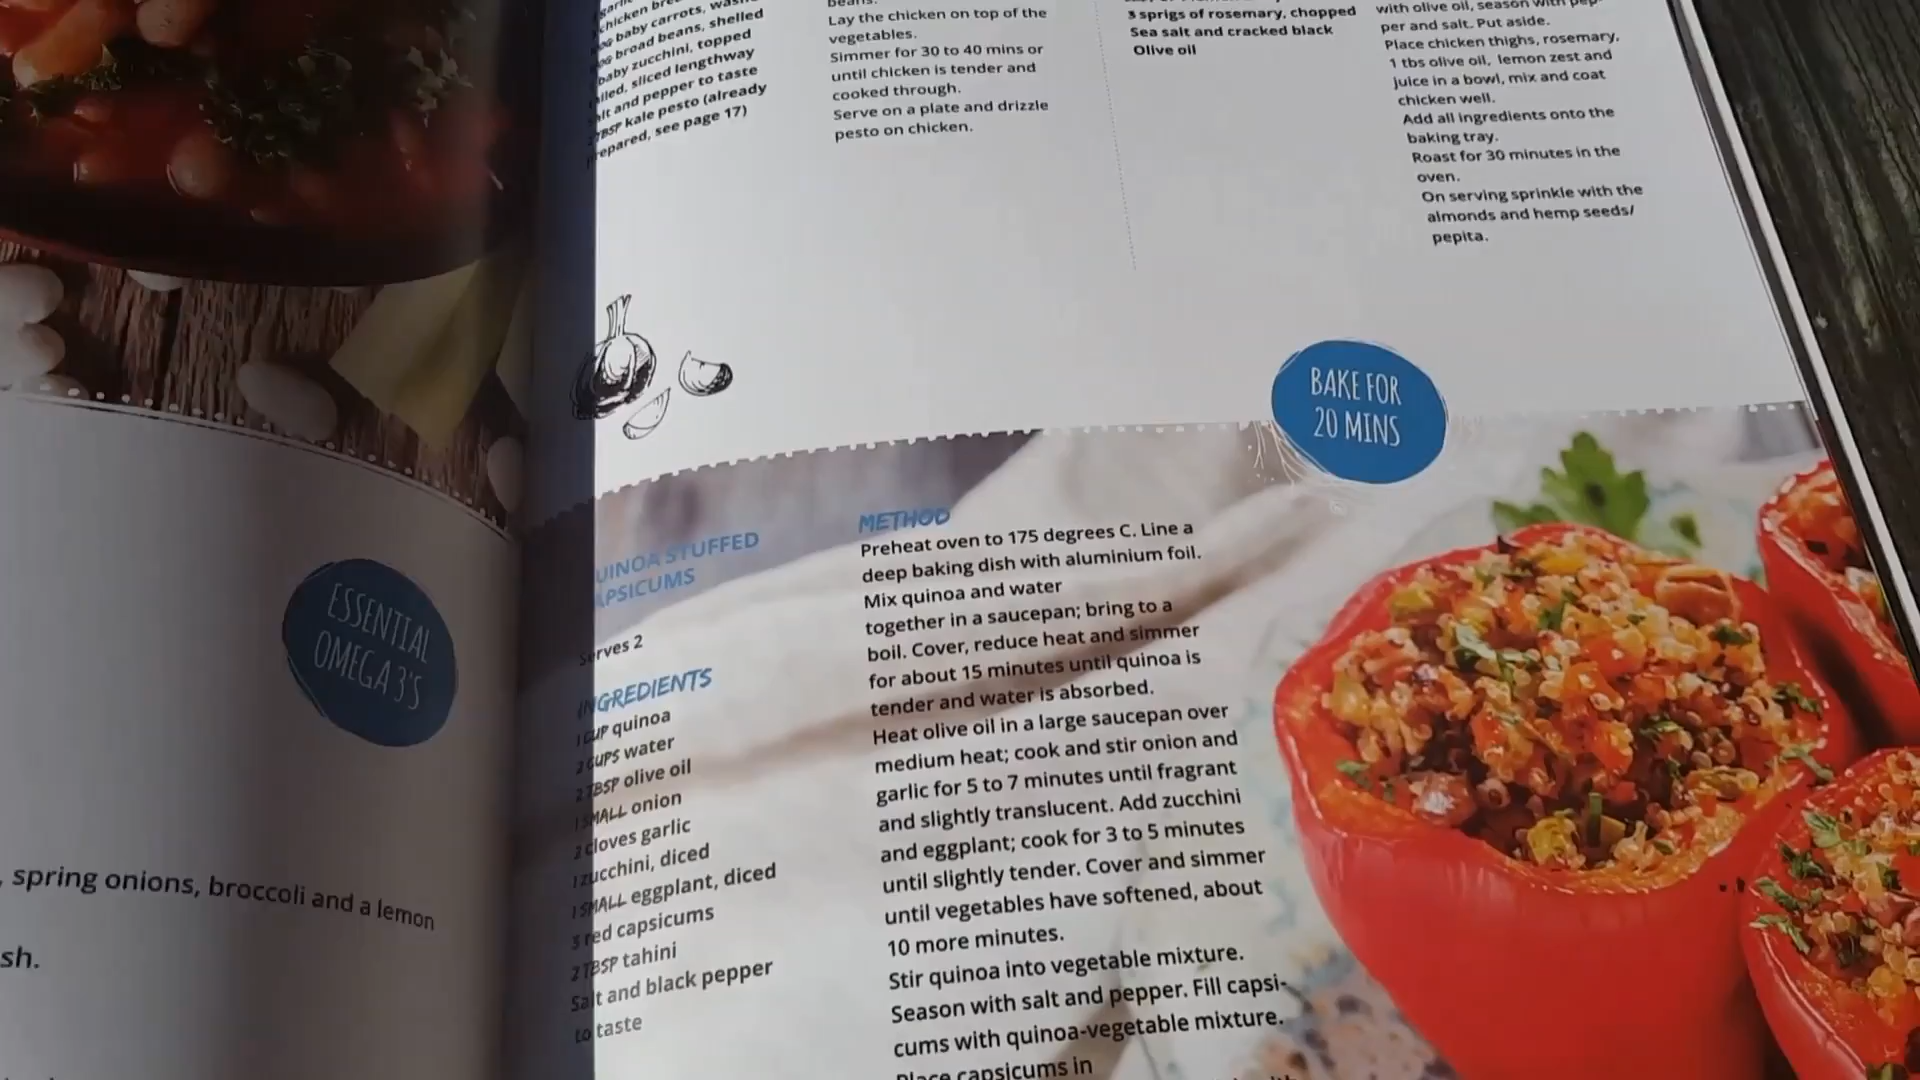 baby carrots,
broad beans, shelled
baby zucchini, topped
sliced lengthway
and pepper to taste
TBSP kale pesto (already
prepared, see page 17)
beans.
Lay the chicken on top of the
vegetables.
Simmer for 30 to 40 mins or
until chicken is tender and
cooked through.
Serve on a plate and drizzle
pesto on chicken.
3 sprigs of rosemary, chopped
Sea salt and cracked black
Olive oil
with olive oil, season with pep-
per and salt. Put aside.
Place chicken thighs, rosemary,
1 tbs olive oil, lemon zest and
juice in a bowl, mix and coat
chicken well.
Add all ingredients onto the
baking tray.
Roast for 30 minutes in the
oven.
On serving sprinkle with the
almonds and hemp seeds/
pepita.
BAKE FOR
20 MINS
ESSENTIAL
OMEGA 3'S
, spring onions, broccoli and a lemon
sh.
UINOA STUFFED
APSICUMS
Serves 2
INGREDIENTS
1 CUP quinoa
2 CUPS water
2 TBSP olive oil
1 SMALL onion
2 cloves garlic
1 zucchini, diced
1 SMALL eggplant, diced
3 red capsicums
2 TBSP tahini
Salt and black pepper
to taste
METHOD
Preheat oven to 175 degrees C. Line a
deep baking dish with aluminium foil.
Mix quinoa and water
together in a saucepan; bring to a
boil. Cover, reduce heat and simmer
for about 15 minutes until quinoa is
tender and water is absorbed.
Heat olive oil in a large saucepan over
medium heat; cook and stir onion and
garlic for 5 to 7 minutes until fragrant
and slightly translucent. Add zucchini
and eggplant; cook for 3 to 5 minutes
until slightly tender. Cover and simmer
until vegetables have softened, about
10 more minutes.
Stir quinoa into vegetable mixture.
Season with salt and pepper. Fill capsi-
cums with quinoa-vegetable mixture.
Place capsicums in